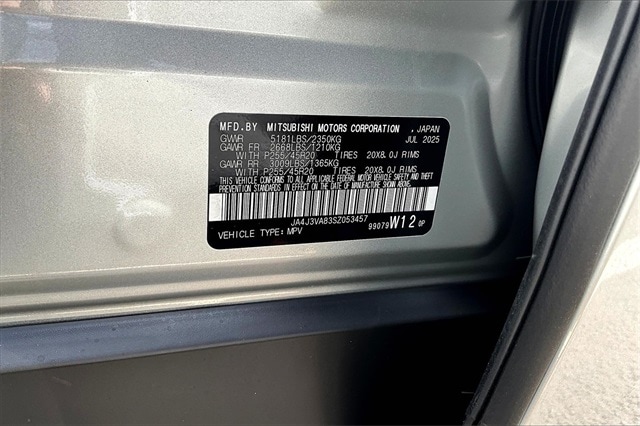 MFD.BY MITSUBISHI MOTORS CORPORATION , JAPAN
GVWR 5181LBS/2350KG JUL 2025
GAWR FR 2668LBS/1210KG
WITH P255/45R20 TIRES 20X8.0J RIMS
GAWR RR 3009LBS/1365KG
WITH P255/45R20 TIRES 20X8.0J RIMS
THIS VEHICLE CONFORMS TO ALL APPLICABLE FEDERAL MOTOR VEHICLE SAFETY AND THEFT
PREVENTION STANDARDS IN EFFECT ON THE DATE OF MANUFACTURE SHOWN ABOVE.
JA4J3VA83SZ053457
VEHICLE TYPE: MPV 99079 W12 0P